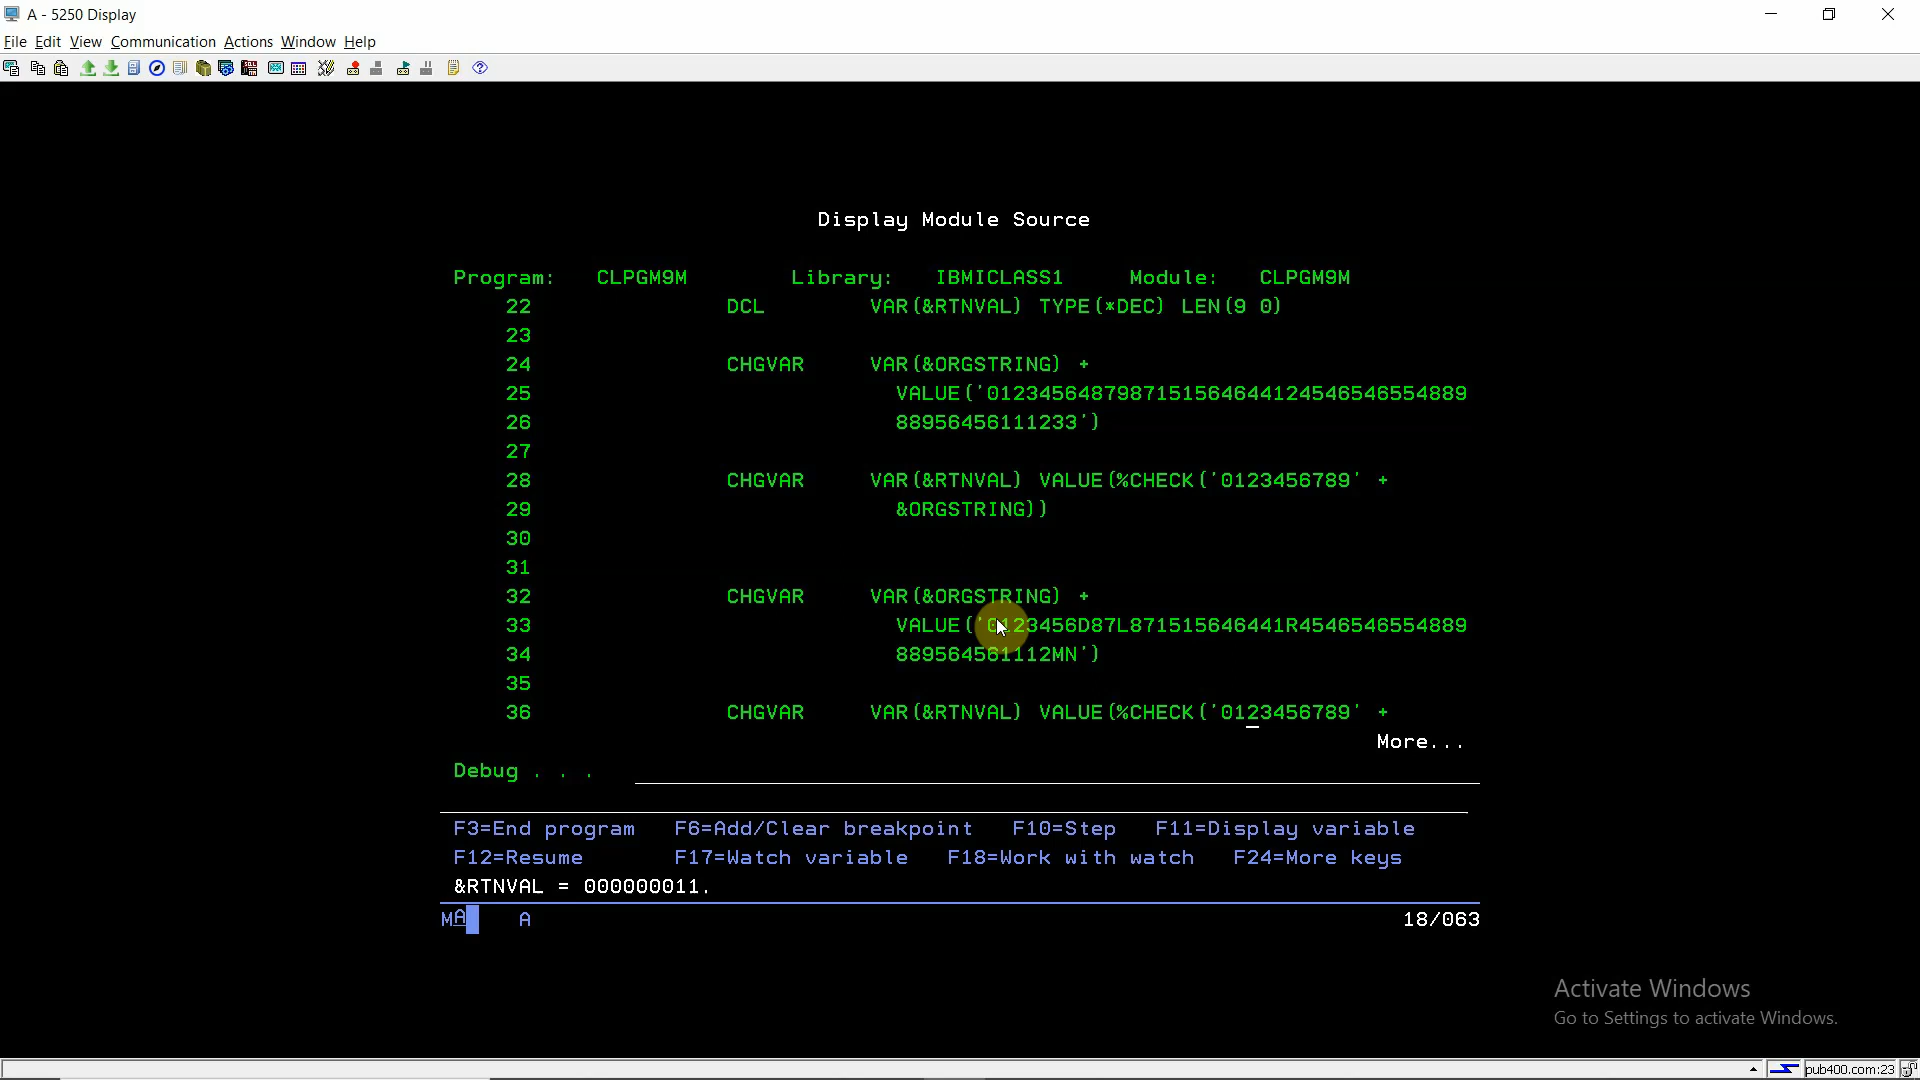 A - 5250 Display
File Edit View Communication Actions Window Help
Display Module Source
Program: CLPGM9M Library: IBMICLASS1 Module: CLPGM9M
22 DCL VAR(&RTNVAL) TYPE(*DEC) LEN(9 0)
23
24 CHGVAR VAR(&ORGSTRING) +
25 VALUE('0123456487987151564644124546546554889
26 88956456111233')
27
28 CHGVAR VAR(&RTNVAL) VALUE(%CHECK('0123456789' +
29 &ORGSTRING))
30
31
32 CHGVAR VAR(&ORGSTRING) +
33 VALUE('0123456D87L871515646441R4546546554889
34 889564561112MN')
35
36 CHGVAR VAR(&RTNVAL) VALUE(%CHECK('0123456789' +
More...
Debug . . .
F3=End program F6=Add/Clear breakpoint F10=Step F11=Display variable
F12=Resume F17=Watch variable F18=Work with watch F24=More keys
&RTNVAL = 000000011.
MA A 18/063
Activate Windows
Go to Settings to activate Windows.
pub400.com:23